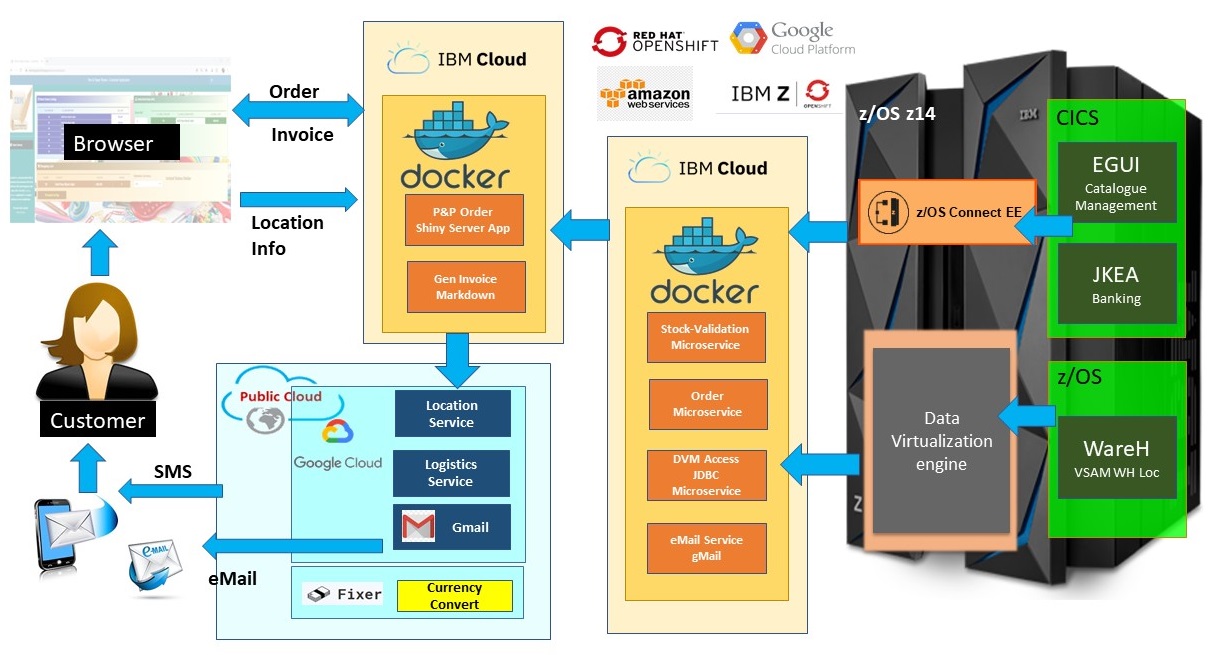 Browser
Order
Invoice
Location
Info
Customer
SMS
eMail
e-MAIL
IBM Cloud
docker
P&P Order
Shiny Server App
Gen Invoice
Markdown
Public Cloud
Google Cloud
Location
Service
Logistics
Service
Gmail
Fixer
Currency
Convert
RED HAT
OPENSHIFT
Google
Cloud Platform
amazon
web services
IBM Z
OPENSHIFT
IBM Cloud
docker
Stock-Validation
Microservice
Order
Microservice
DVM Access
JDBC
Microservice
eMail Service
gMail
z/OS z14
IBM
z/OS Connect EE
CICS
EGUI
Catalogue
Management
JKEA
Banking
Data
Virtualization
engine
Z
z/OS
WareH
VSAM WH Loc